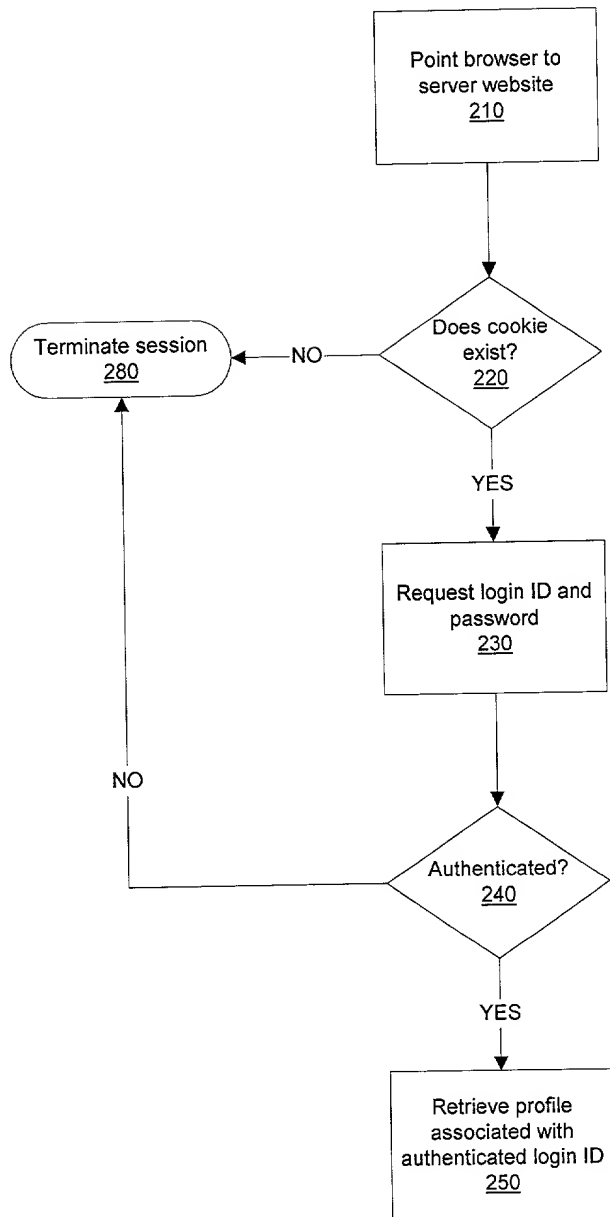 Point browser to
server website
210
Does cookie
exist?
220
Terminate session
280
NO
YES
Request login ID and
password
230
NO
Authenticated?
240
YES
Retrieve profile
associated with
authenticated login ID
250